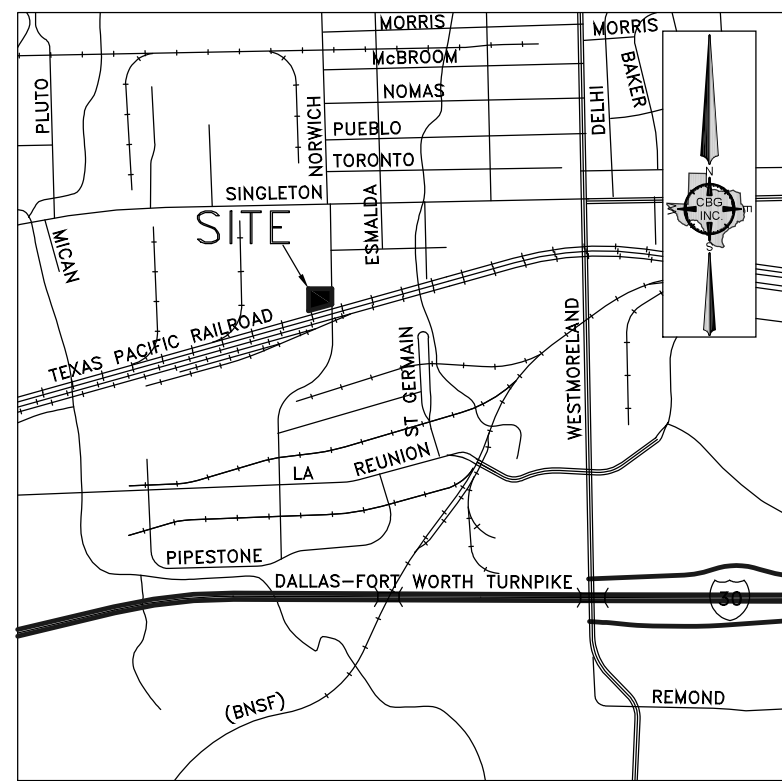 MORRIS
MORRIS
McBROOM
BAKER
PLUTO
NOMAS
DELHI
NORWICH
PUEBLO
TORONTO
N
SINGLETON
CBG
INC.
W
E
S
SITE
ESMALDA
MICAN
TEXAS PACIFIC RAILROAD
WESTMORELAND
ST GERMAIN
LA REUNION
PIPESTONE
DALLAS-FORT WORTH TURNPIKE
30
REMOND
(BNSF)